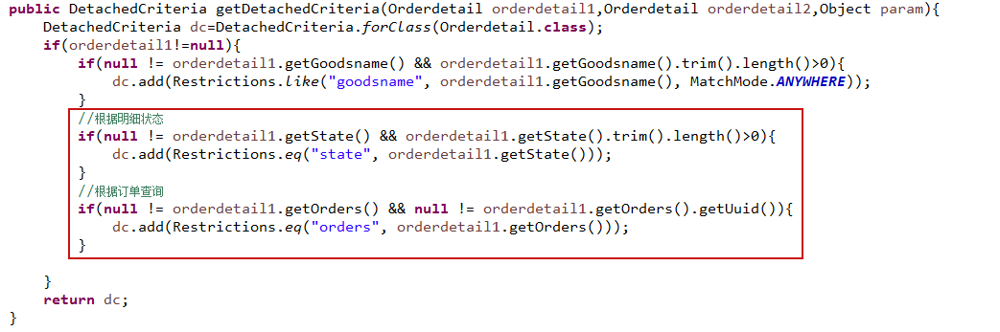 public DetachedCriteria getDetachedCriteria(Orderdetail orderdetail1,Orderdetail orderdetail2,Object param){
    DetachedCriteria dc=DetachedCriteria.forClass(Orderdetail.class);
    if(orderdetail1!=null){
        if(null != orderdetail1.getGoodsname() && orderdetail1.getGoodsname().trim().length()>0){
            dc.add(Restrictions.like("goodsname", orderdetail1.getGoodsname(), MatchMode.ANYWHERE));
        }
        //根据明细状态
        if(null != orderdetail1.getState() && orderdetail1.getState().trim().length()>0){
            dc.add(Restrictions.eq("state", orderdetail1.getState()));
        }
        //根据订单查询
        if(null != orderdetail1.getOrders() && null != orderdetail1.getOrders().getUuid()){
            dc.add(Restrictions.eq("orders", orderdetail1.getOrders()));
        }
    }
    return dc;
}